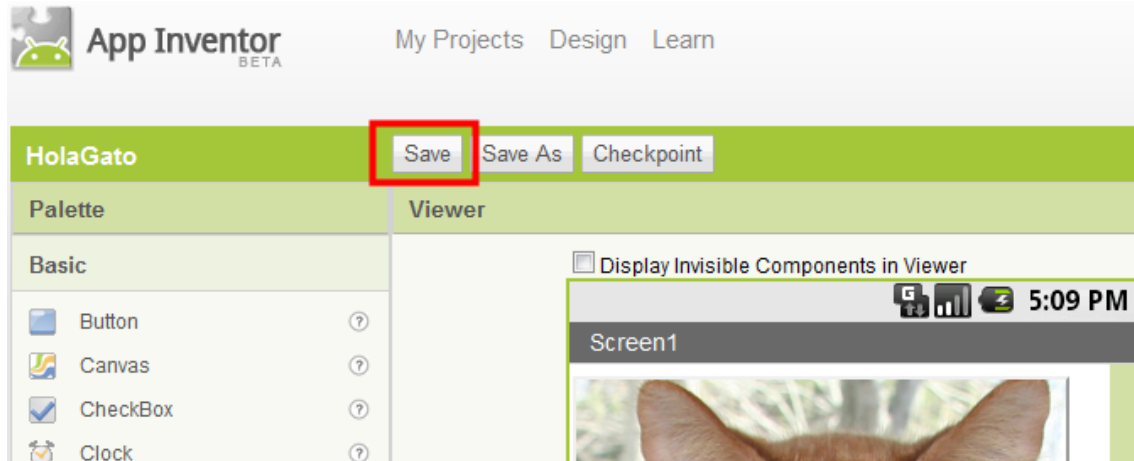 App Inventor
BETA
My Projects Design Learn
HolaGato
Save Save As Checkpoint
Palette
Viewer
Basic
Display Invisible Components in Viewer
G 5:09 PM
Button ?
Screen1
Canvas ?
CheckBox ?
Clock ?